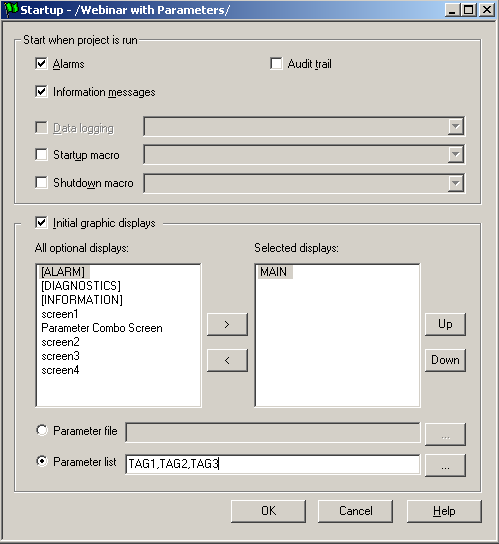 Startup - /Webinar with Parameters/
Start when project is run
Alarms
Audit trail
Information messages
Data logging
Startup macro
Shutdown macro
Initial graphic displays
All optional displays:
Selected displays:
[ALARM]
[DIAGNOSTICS]
[INFORMATION]
screen1
Parameter Combo Screen
screen2
screen3
screen4
MAIN
>
<
Up
Down
Parameter file
...
Parameter list
TAG1,TAG2,TAG3
...
OK
Cancel
Help